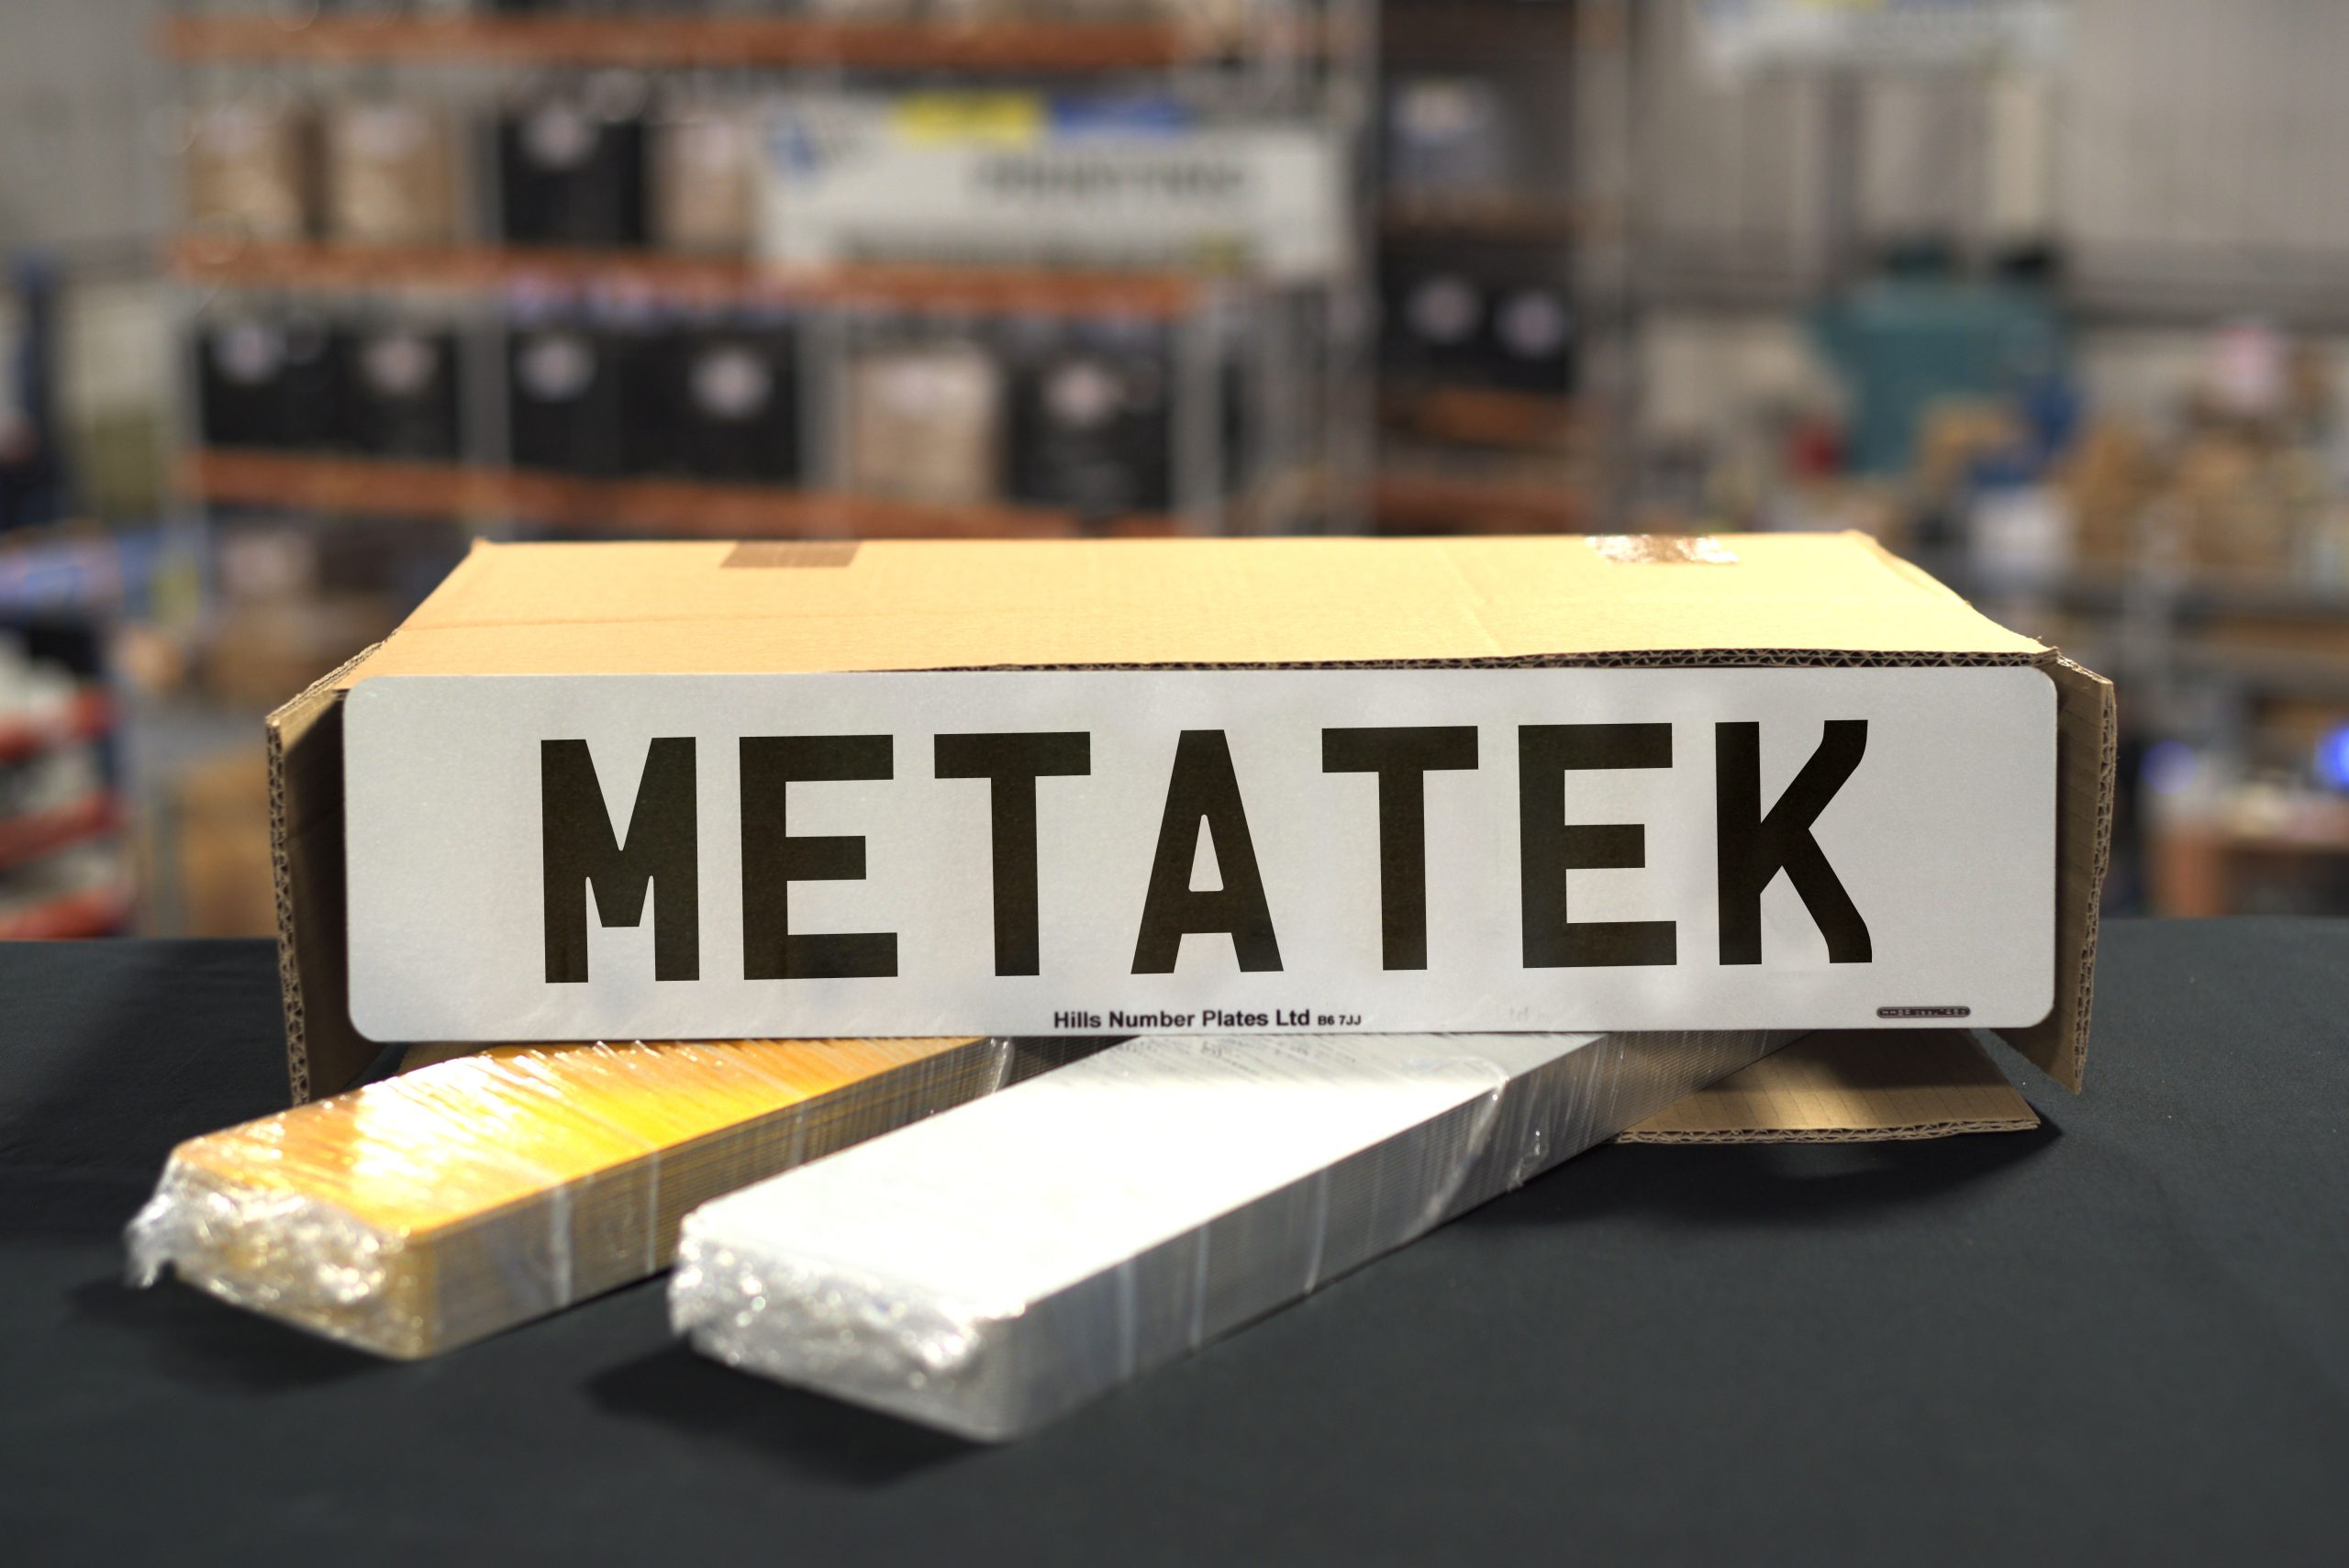 METATEK
Hills Number Plates Ltd B6 7JJ